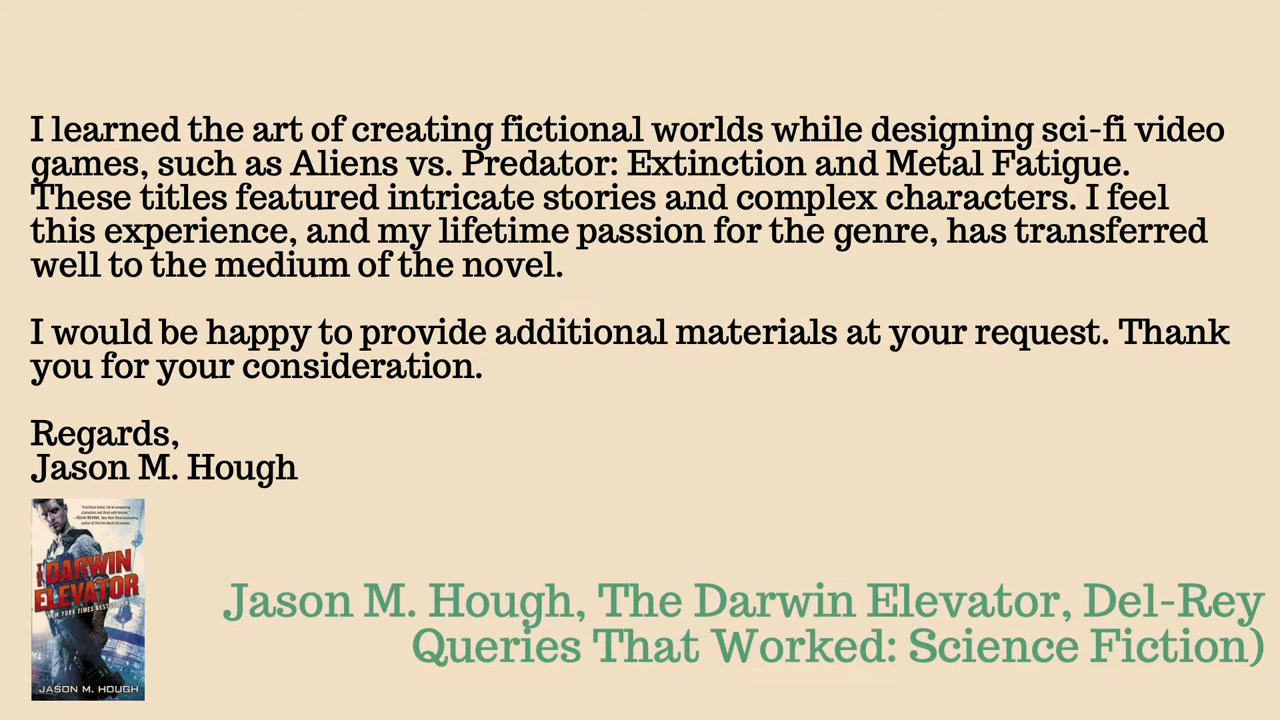 I learned the art of creating fictional worlds while designing sci-fi video
games, such as Aliens vs. Predator: Extinction and Metal Fatigue.
These titles featured intricate stories and complex characters. I feel
this experience, and my lifetime passion for the genre, has transferred
well to the medium of the novel.
I would be happy to provide additional materials at your request. Thank
you for your consideration.
Regards,
Jason M. Hough
THE
DARWIN
ELEVATOR
JASON M. HOUGH
Jason M. Hough, The Darwin Elevator, Del-Rey
Queries That Worked: Science Fiction)